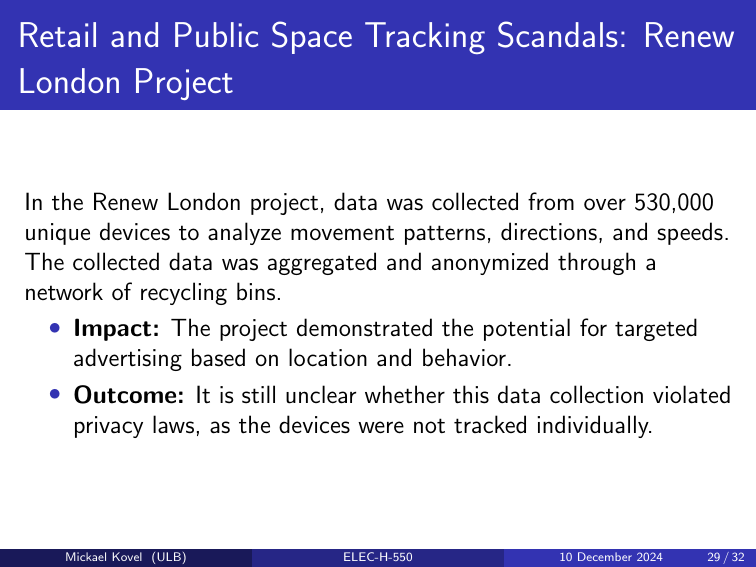 Retail and Public Space Tracking Scandals: Renew
London Project
In the Renew London project, data was collected from over 530,000
unique devices to analyze movement patterns, directions, and speeds.
The collected data was aggregated and anonymized through a
network of recycling bins.
• Impact: The project demonstrated the potential for targeted
advertising based on location and behavior.
• Outcome: It is still unclear whether this data collection violated
privacy laws, as the devices were not tracked individually.
Mickael Kovel (ULB) ELEC-H-550 10 December 2024 29 / 32